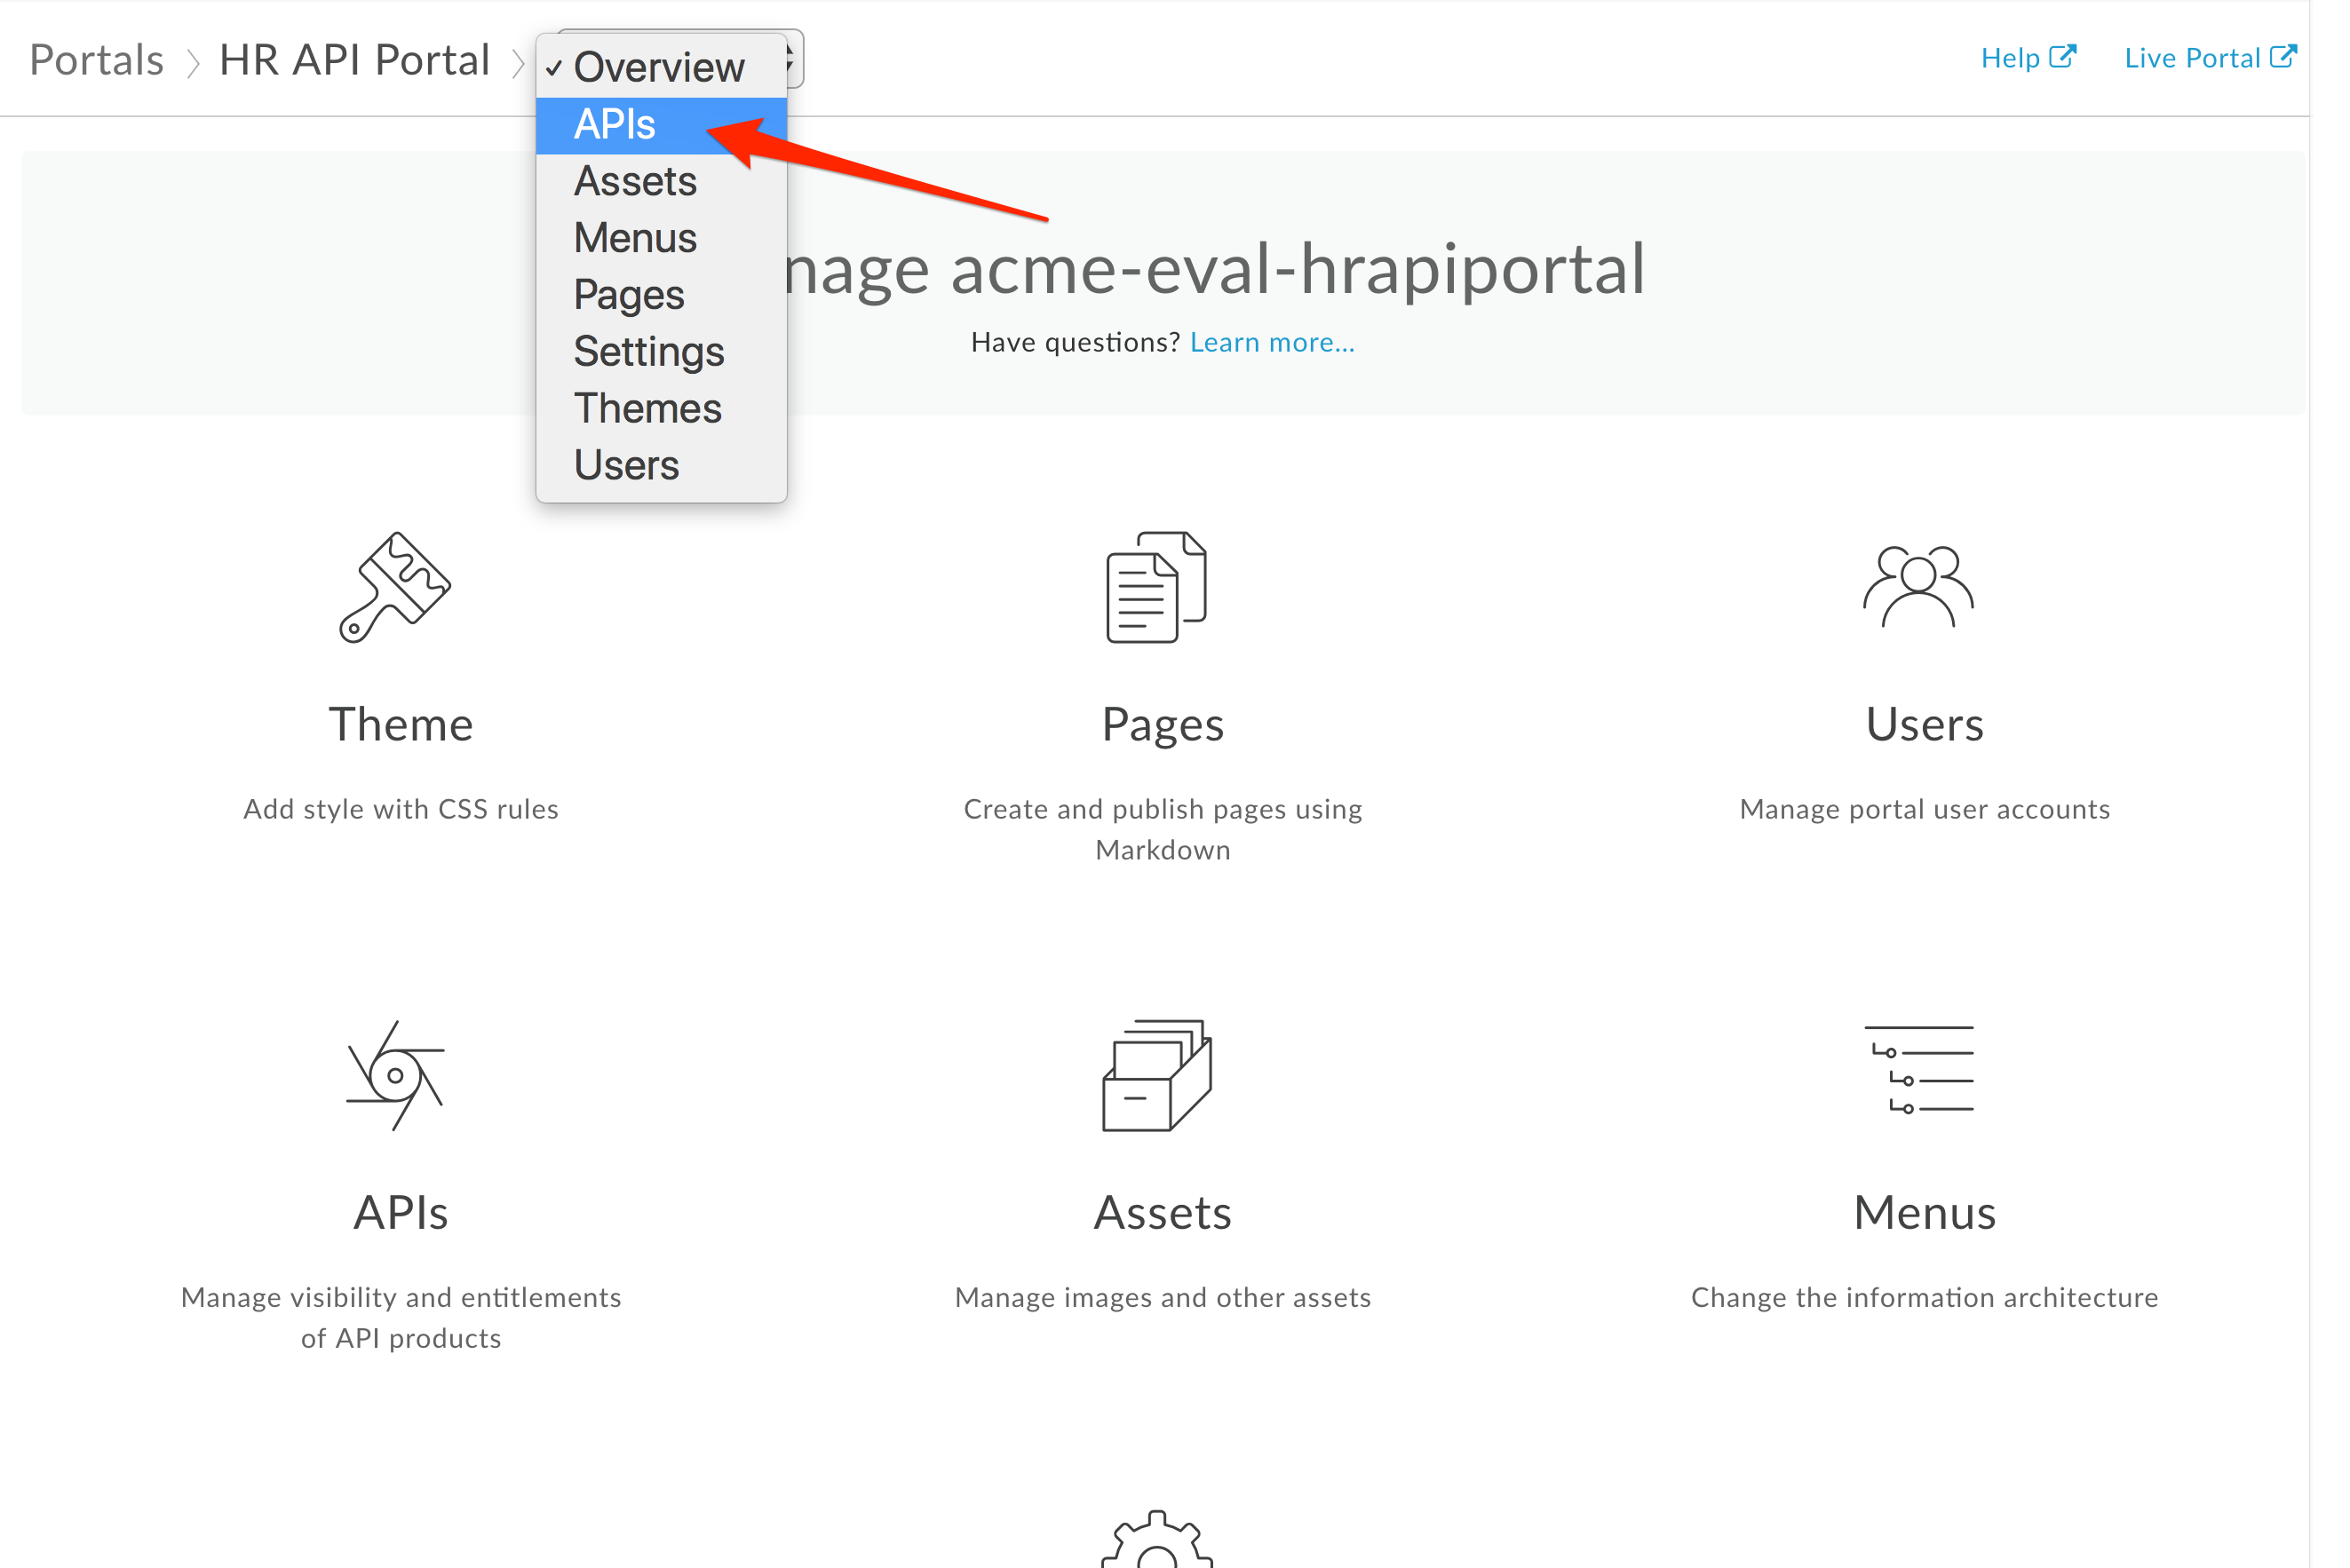 Portals
HR API Portal
Overview
APIs
Assets
Menus
Pages
Settings
Themes
Users
Help
Live Portal
nage acme-eval-hrapiportal
Have questions? Learn more...
Theme
Add style with CSS rules
Pages
Create and publish pages using
Markdown
Users
Manage portal user accounts
APIs
Manage visibility and entitlements
of API products
Assets
Manage images and other assets
Menus
Change the information architecture